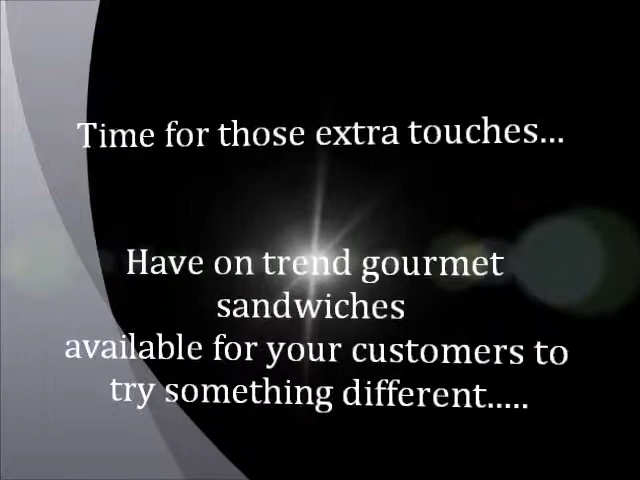 Time for those extra touches...
Have on trend gourmet
sandwiches
available for your customers to
try something different.....